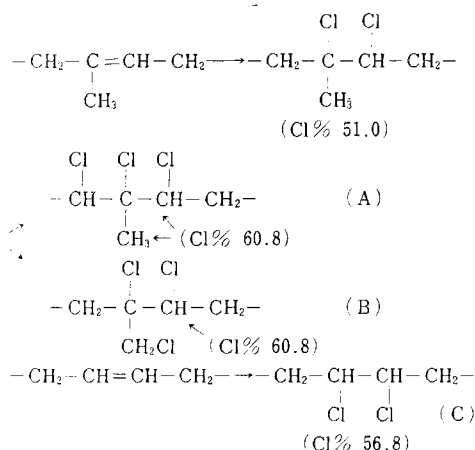 Cl Cl
−CH₂−C=CH−CH₂−⟶−CH₂−C−CH−CH₂−
CH₃ CH₃
(Cl% 51.0)
Cl Cl Cl
−CH−C−CH−CH₂− (A)
CH₃← (Cl% 60.8)
Cl Cl
−CH₂−C−CH−CH₂− (B)
CH₂Cl (Cl% 60.8)
−CH₂−CH=CH−CH₂−⟶−CH₂−CH−CH−CH₂−
Cl Cl (C)
(Cl% 56.8)